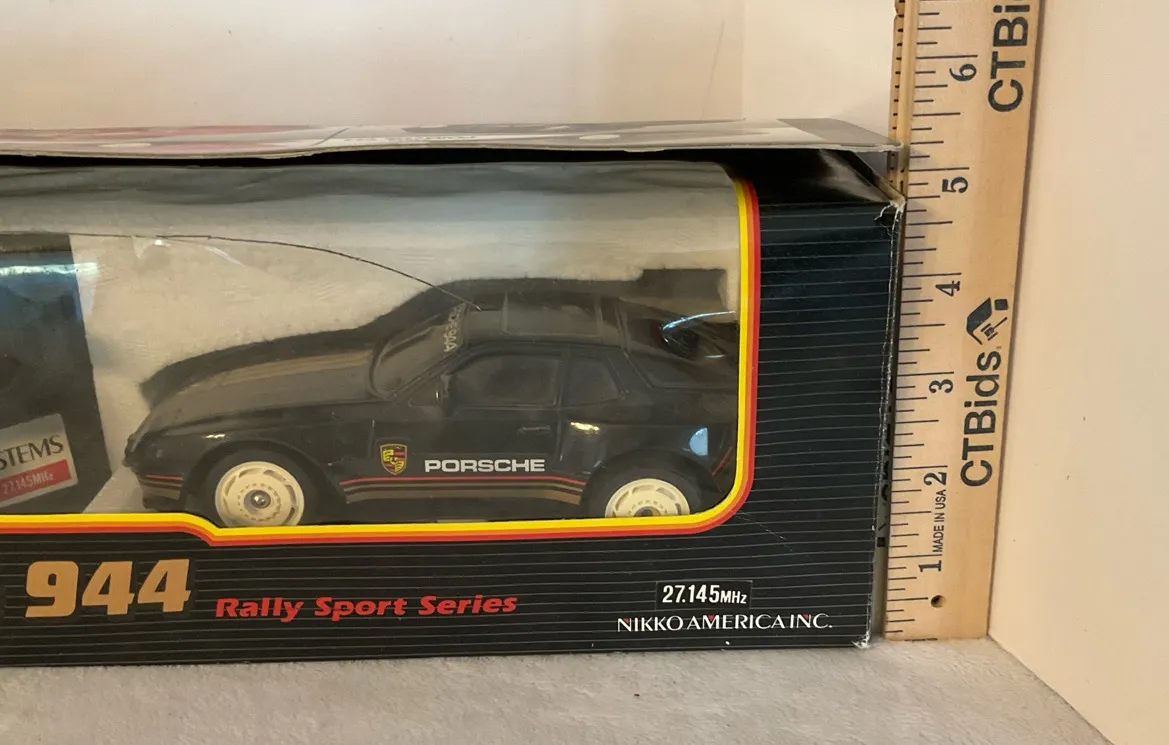 STEMS
27.145MHz
PORSCHE
944
Rally Sport Series
27.145MHz
NIKKO AMERICA INC.
CTBi
6
5
4
3
2
1
CTBids
MADE IN USA